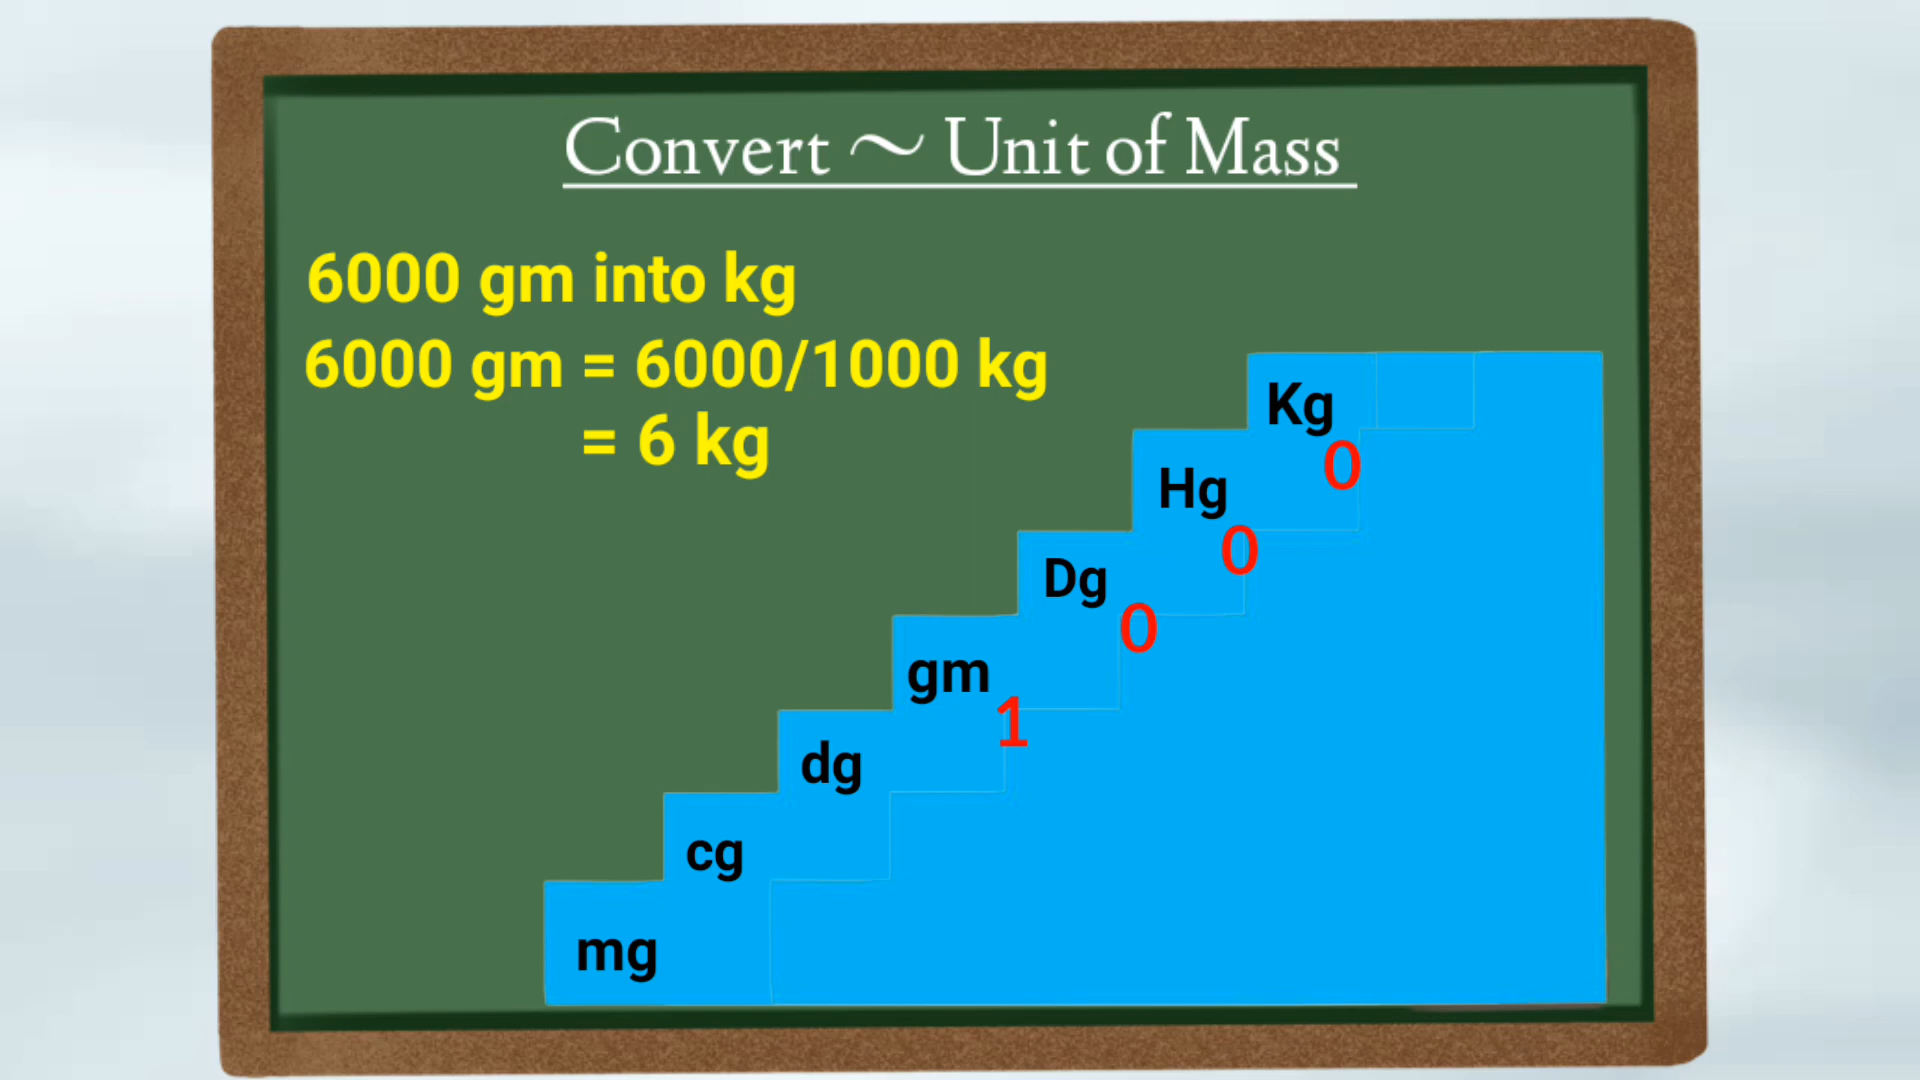 Convert ~ Unit of Mass
6000 gm into kg
6000 gm = 6000/1000 kg
= 6 kg
Kg
0
Hg
0
Dg
0
gm
1
dg
cg
mg